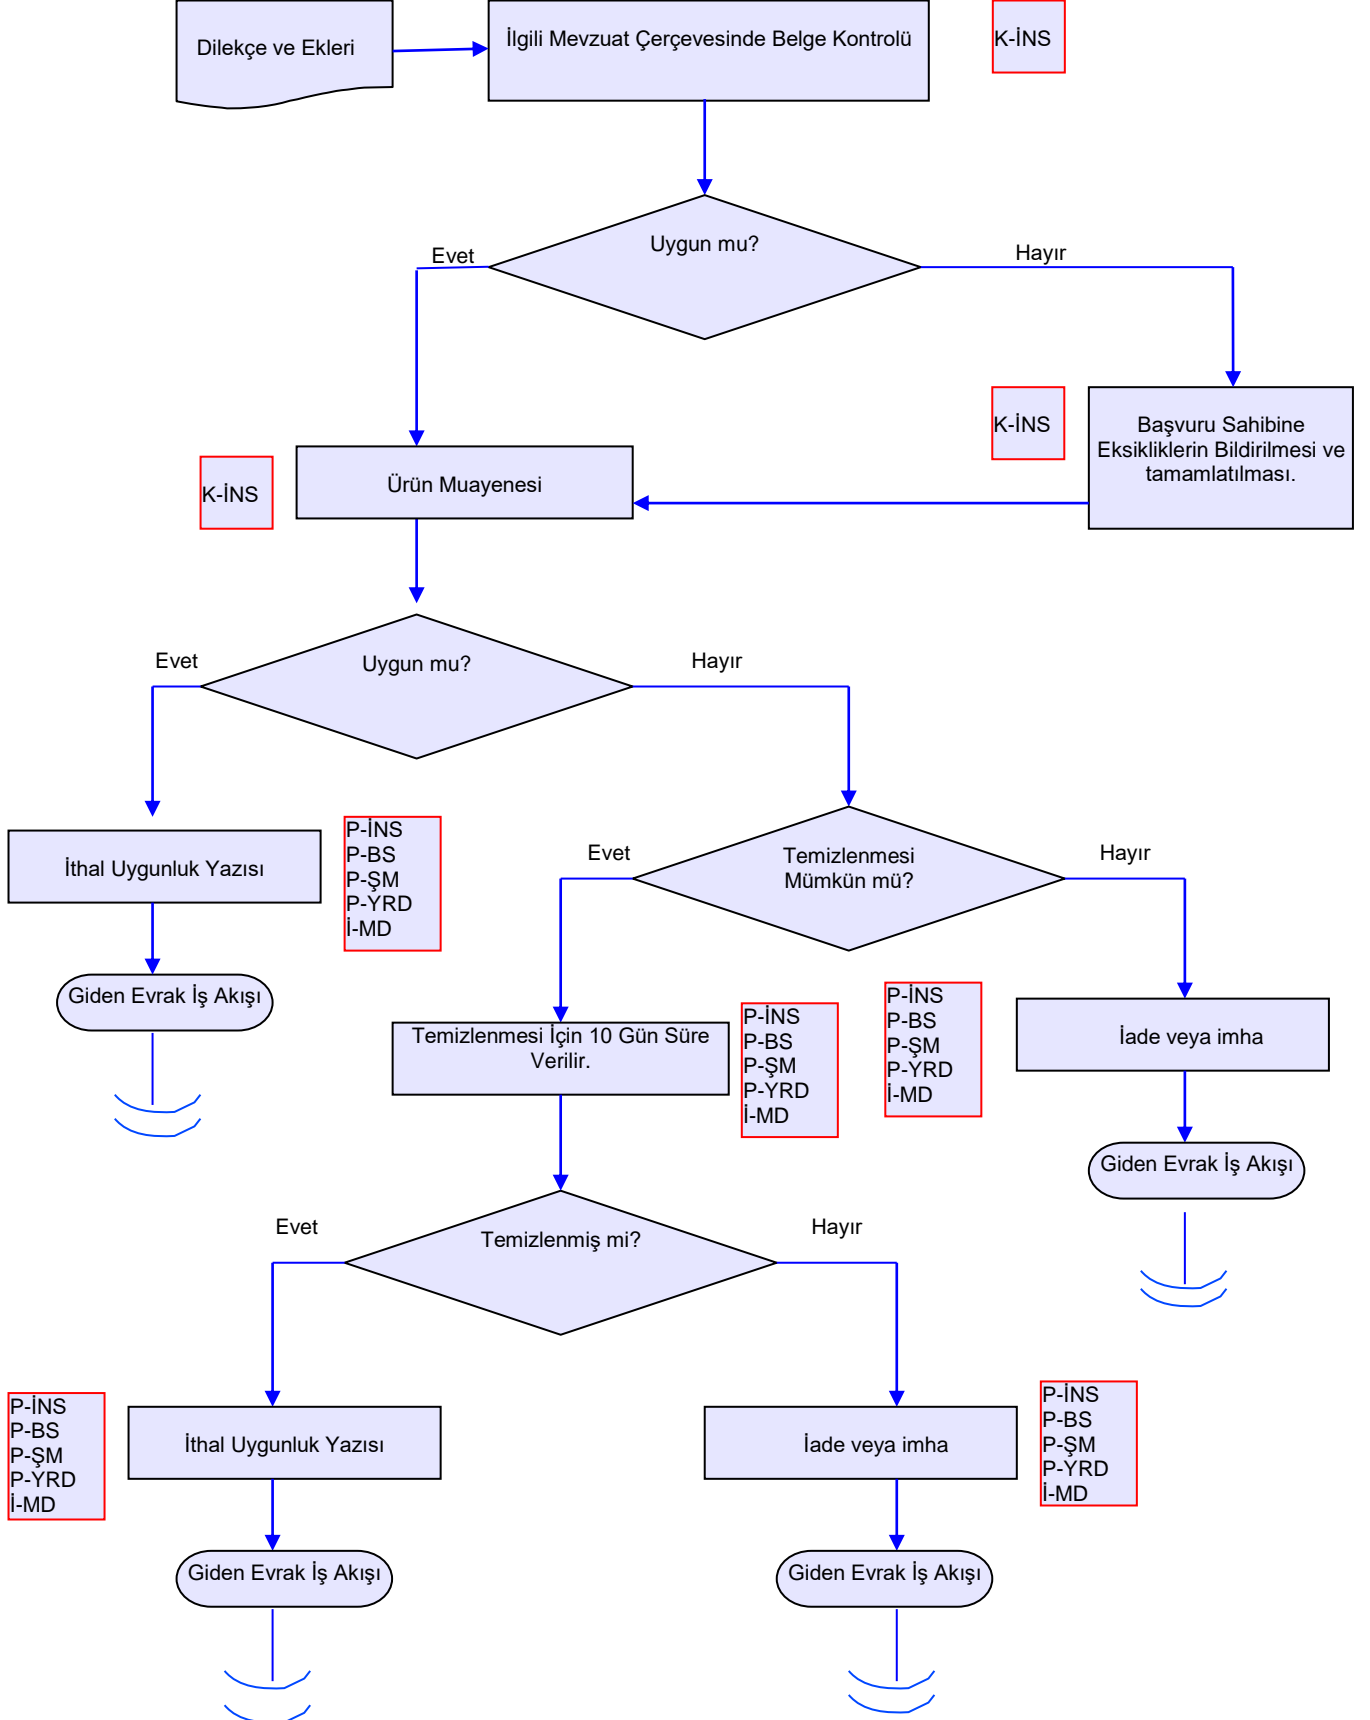 Dilekçe ve Ekleri
İlgili Mevzuat Çerçevesinde Belge Kontrolü
K-İNS
Uygun mu?
Evet
Hayır
K-İNS
Başvuru Sahibine
Eksikliklerin Bildirilmesi ve
tamamlatılması.
K-İNS
Ürün Muayenesi
Evet
Uygun mu?
Hayır
İthal Uygunluk Yazısı
P-İNS
P-BS
P-ŞM
P-YRD
İ-MD
Evet
Temizlenmesi
Mümkün mü?
Hayır
Giden Evrak İş Akışı
Temizlenmesi İçin 10 Gün Süre
Verilir.
P-İNS
P-BS
P-ŞM
P-YRD
İ-MD
P-İNS
P-BS
P-ŞM
P-YRD
İ-MD
İade veya imha
Giden Evrak İş Akışı
Evet
Temizlenmiş mi?
Hayır
P-İNS
P-BS
P-ŞM
P-YRD
İ-MD
İthal Uygunluk Yazısı
İade veya imha
P-İNS
P-BS
P-ŞM
P-YRD
İ-MD
Giden Evrak İş Akışı
Giden Evrak İş Akışı